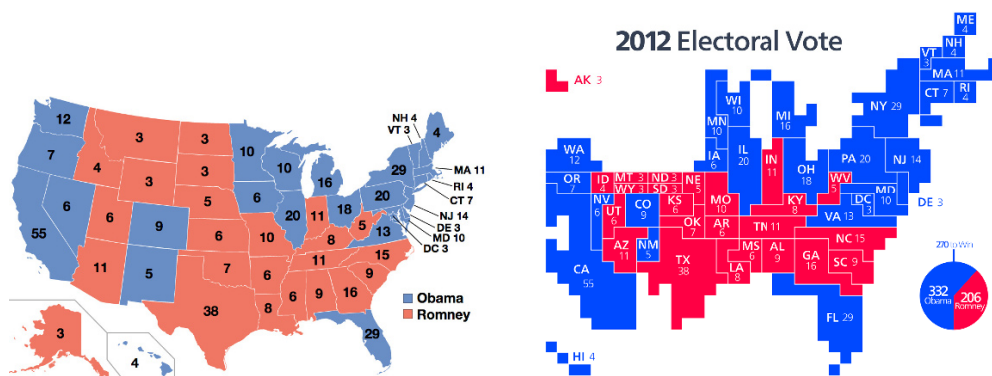 12
3
3
10
4
NH 4
VT 3
7
4
3
5
10
16
29
MA 11
RI 4
CT 7
6
6
9
6
5
6
10
20
11
18
20
5
13
NJ 14
DE 3
MD 10
DC 3
55
11
5
7
6
8
11
15
9
38
8
6
9
16
29
3
4
Obama
Romney
2012 Electoral Vote
ME
4
NH
4
VT
3
AK 3
WI
10
MI
16
MA 11
CT 7
RI
4
NY 29
MN
10
IA
6
IL
20
IN
11
OH
18
PA 20
NJ 14
WA
12
OR
7
ID
4
MT 3
ND 3
NE
5
WY 3
SD 3
WV
5
MD
10
DE 3
DC
3
NV
6
UT
6
CO
9
KS
6
MO
10
KY
8
VA 13
OK
7
AR
6
TN 11
NC 15
AZ
11
NM
5
TX
38
LA
8
MS
6
AL
9
GA
16
SC 9
CA
55
FL 29
HI 4
270 to Win
332
Obama
206
Romney